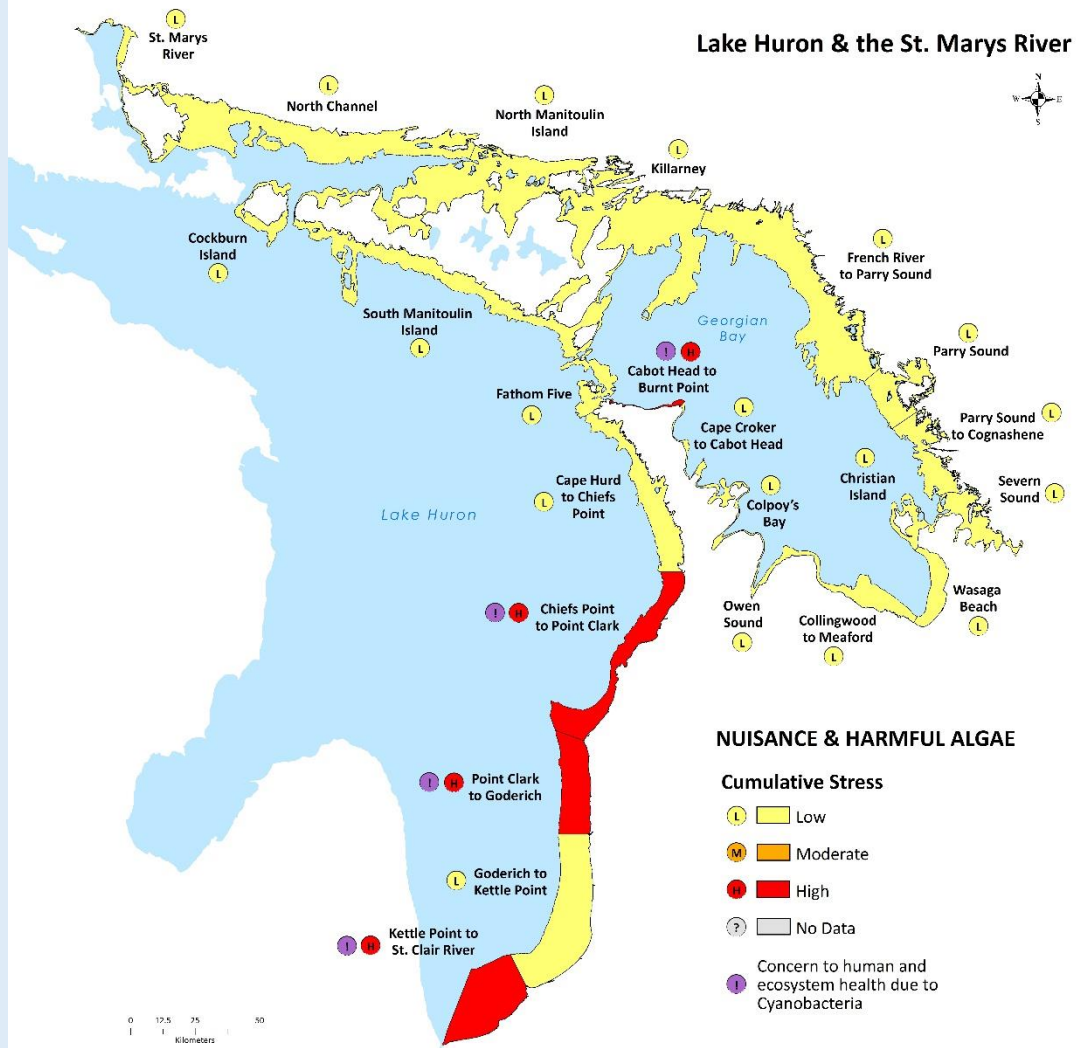 Lake Huron & the St. Marys River
N
W E
S
L
St. Marys
River
L
North Channel
L
North Manitoulin
Island
L
Killarney
Cockburn
Island
L
L
French River
to Parry Sound
South Manitoulin
Island
L
Georgian
Bay
! H
Cabot Head to
Burnt Point
L
Parry Sound
Fathom Five
L
L
Cape Croker
to Cabot Head
Parry Sound
to Cognashene
L
Cape Hurd
to Chiefs
Point
L
L
Colpoy's
Bay
L
Christian
Island
Severn
Sound
L
Lake Huron
! H
Chiefs Point
to Point Clark
Owen
Sound
L
Collingwood
to Meaford
L
Wasaga
Beach
L
! H
Point Clark
to Goderich
L
Goderich to
Kettle Point
! H
Kettle Point to
St. Clair River
NUISANCE & HARMFUL ALGAE
Cumulative Stress
L Low
M Moderate
H High
? No Data
! Concern to human and
ecosystem health due to
Cyanobacteria
0 12.5 25 50
Kilometers